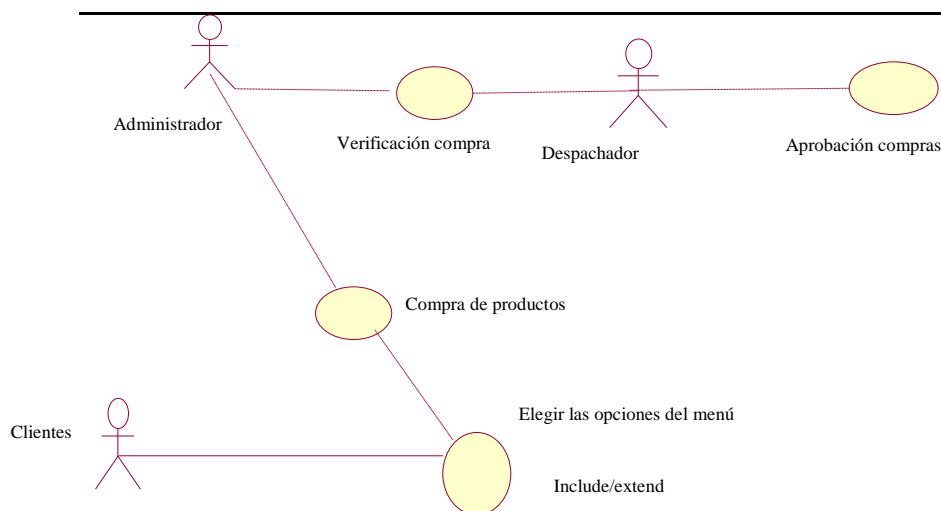 Administrador
Verificación compra
Despachador
Aprobación compras
Compra de productos
Elegir las opciones del menú
Clientes
Include/extend